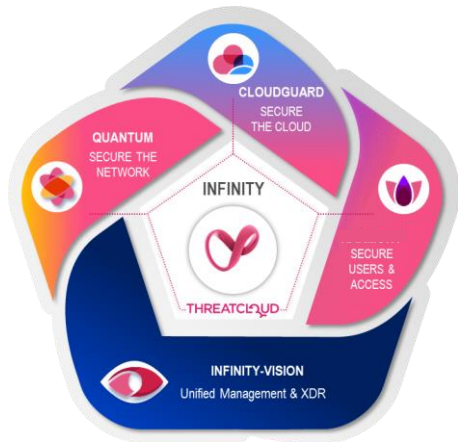 CLOUDGUARD
SECURE
THE CLOUD
QUANTUM
SECURE THE
NETWORK
INFINITY
SECURE
USERS &
ACCESS
THREATCLOUD
INFINITY-VISION
Unified Management & XDR